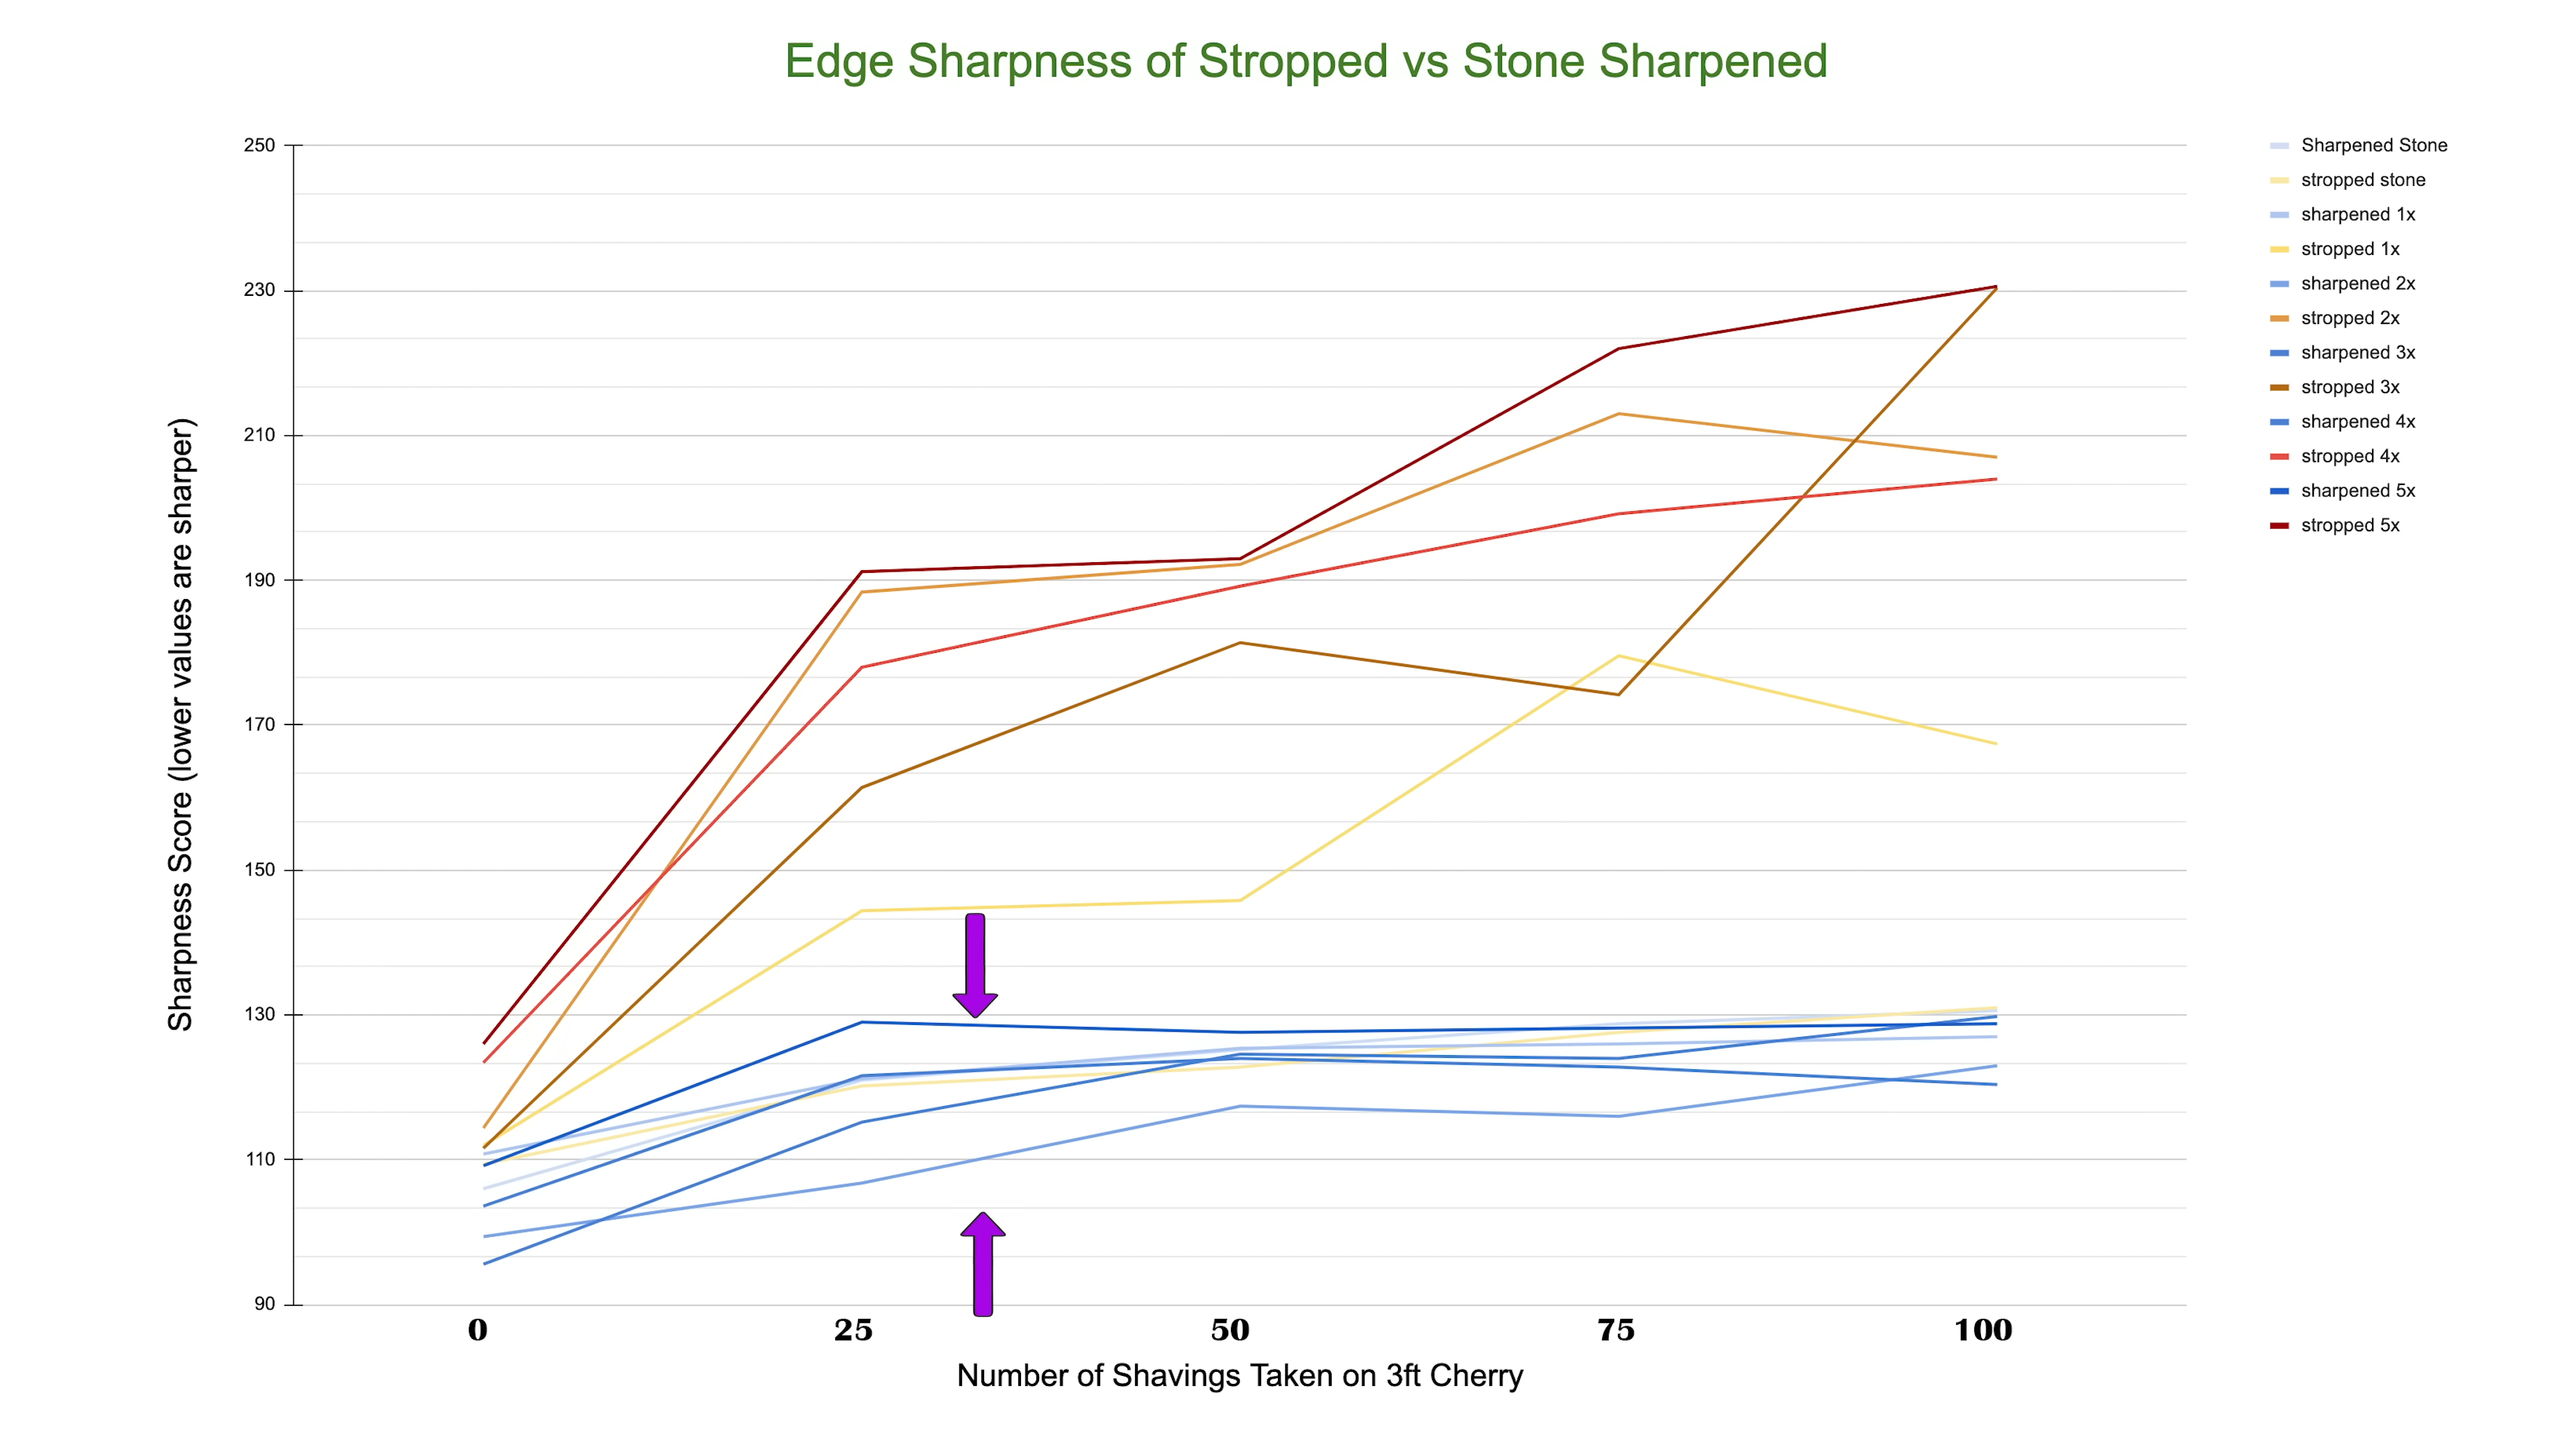 Edge Sharpness of Stropped vs Stone Sharpened
250
230
210
190
170
150
130
110
90
Sharpness Score (lower values are sharper)
0 25 50 75 100
Number of Shavings Taken on 3ft Cherry
Sharpened Stone
stropped stone
sharpened 1x
stropped 1x
sharpened 2x
stropped 2x
sharpened 3x
stropped 3x
sharpened 4x
stropped 4x
sharpened 5x
stropped 5x